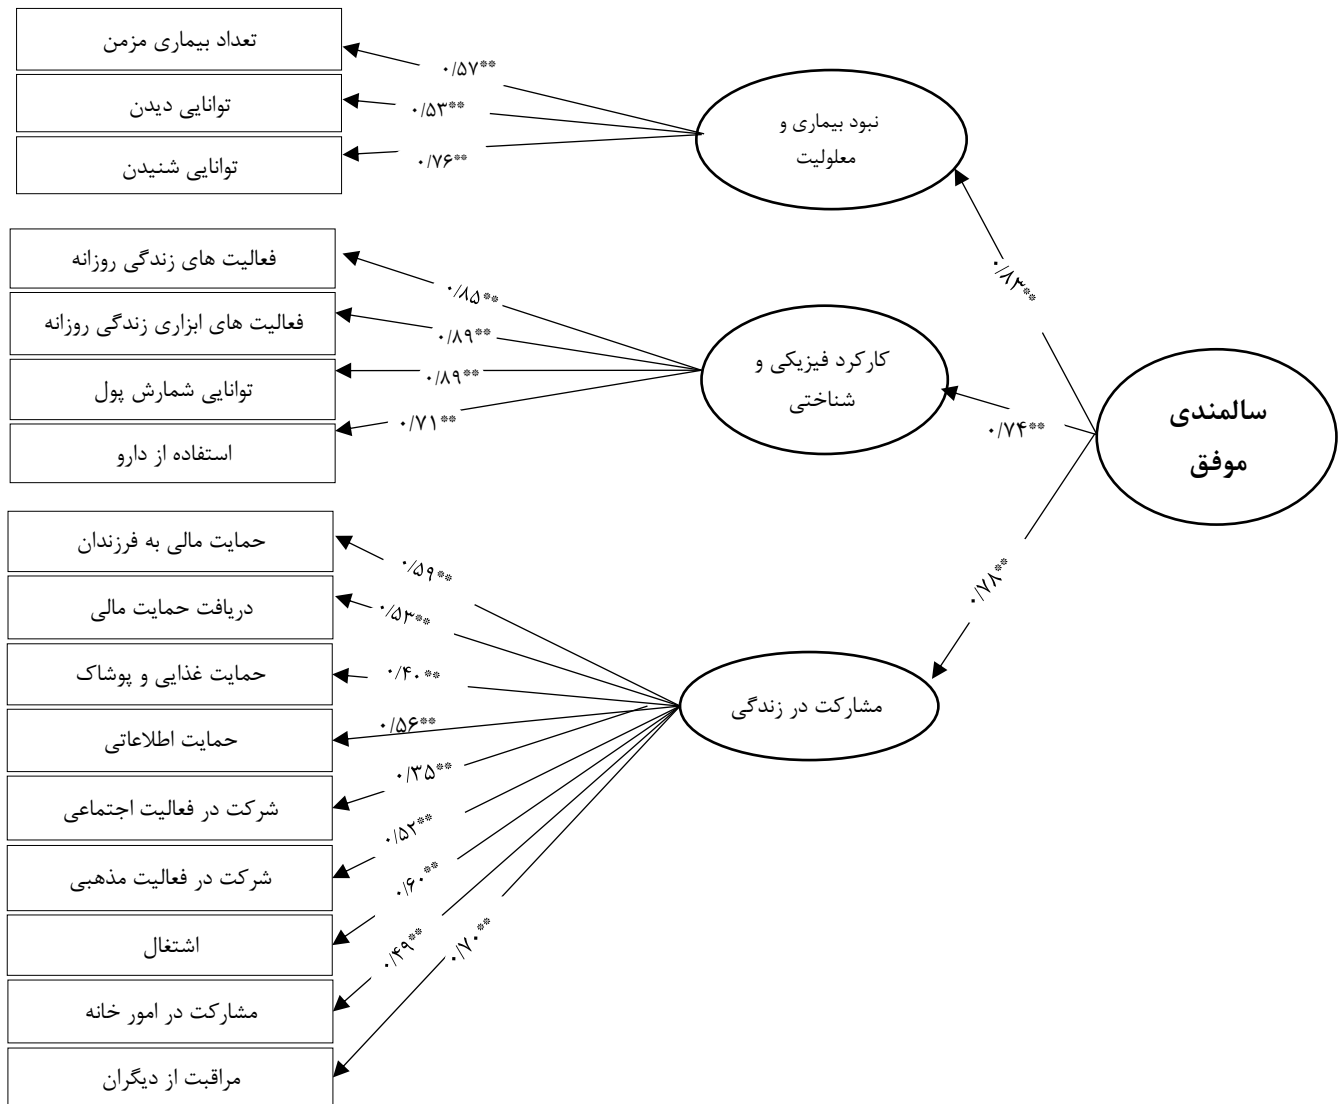 تعداد بیماری مزمن
توانایی دیدن
توانایی شنیدن
۰/۵۷**
۰/۵۳**
۰/۷۶**
نبود بیماری و
معلولیت
فعالیت های زندگی روزانه
فعالیت های ابزاری زندگی روزانه
توانایی شمارش پول
استفاده از دارو
۰/۸۵**
۰/۸۹**
۰/۸۹**
۰/۷۱**
کارکرد فیزیکی و
شناختی
۰/۸۳**
۰/۷۴**
۰/۷۸**
سالمندی
موفق
حمایت مالی به فرزندان
دریافت حمایت مالی
حمایت غذایی و پوشاک
حمایت اطلاعاتی
شرکت در فعالیت اجتماعی
شرکت در فعالیت مذهبی
اشتغال
مشارکت در امور خانه
مراقبت از دیگران
۰/۵۹**
۰/۵۳**
۰/۴۰**
۰/۵۶**
۰/۳۵**
۰/۵۲**
۰/۶۰**
۰/۴۹**
۰/۷۰**
مشارکت در زندگی